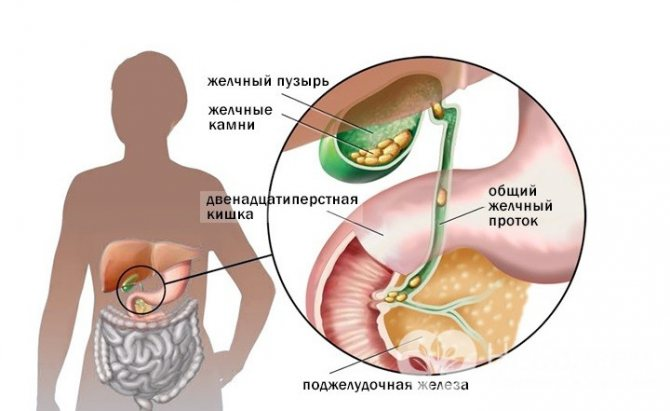 желчный пузырь
желчные
камни
двенадцатиперстная
кишка
общий
желчный
проток
поджелудочная железа